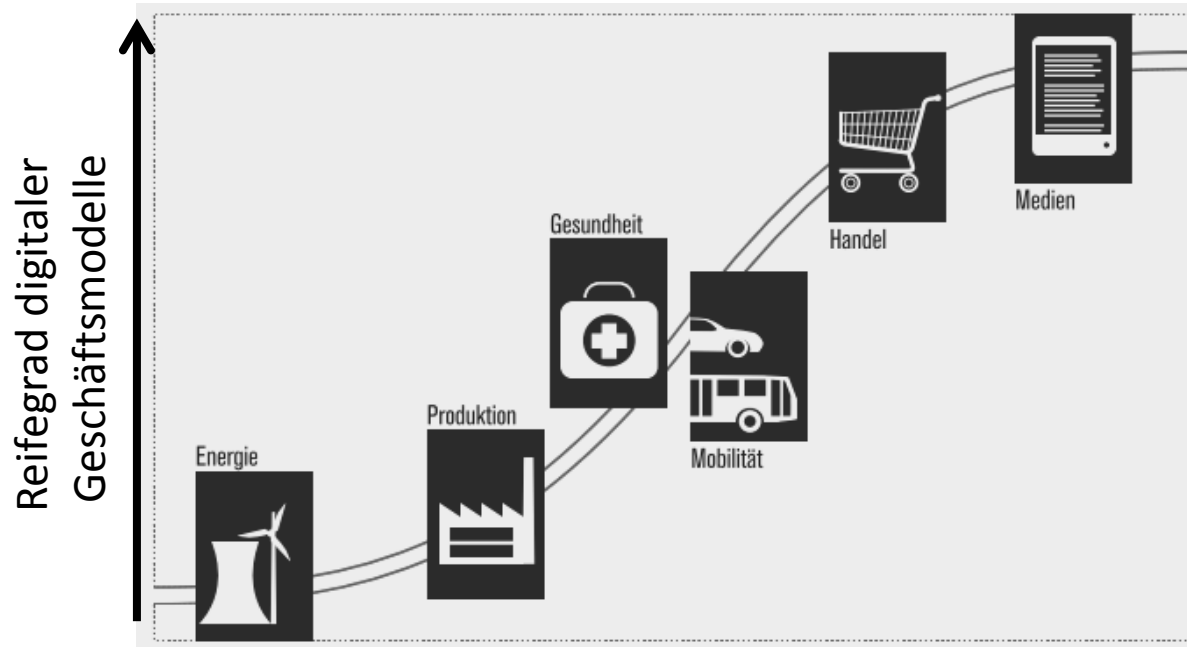 Reifegrad digitaler
Geschäftsmodelle
Energie
Produktion
Gesundheit
Mobilität
Handel
Medien